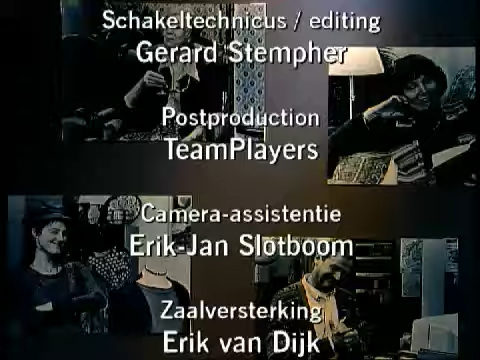 Schakeltechnicus / editing
Gerard Stempher
Postproduction
TeamPlayers
Camera-assistentie
Erik-Jan Slotboom
Zaalversterking
Erik van Dijk